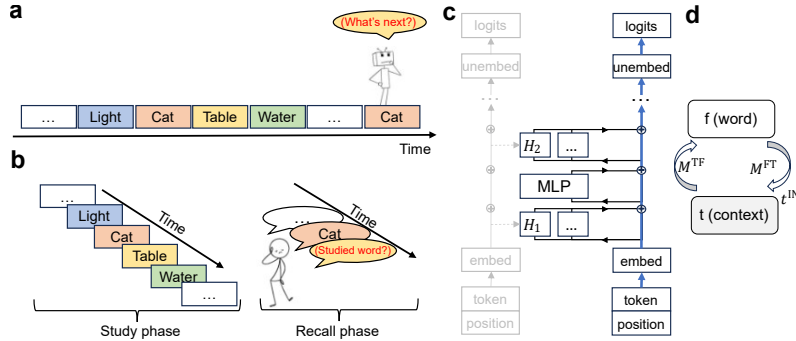 a
(What's next?)
… Light Cat Table Water … Cat
Time
b
…
Light
Cat
Table
Water
…
Time
Study phase
…
Cat
(Studied word?)
Time
Recall phase
c
logits
unembed
…
H2 …
MLP
H1 …
embed
token
position
logits
unembed
…
embed
token
position
d
f (word)
M^TF M^FT
t^IN
t (context)